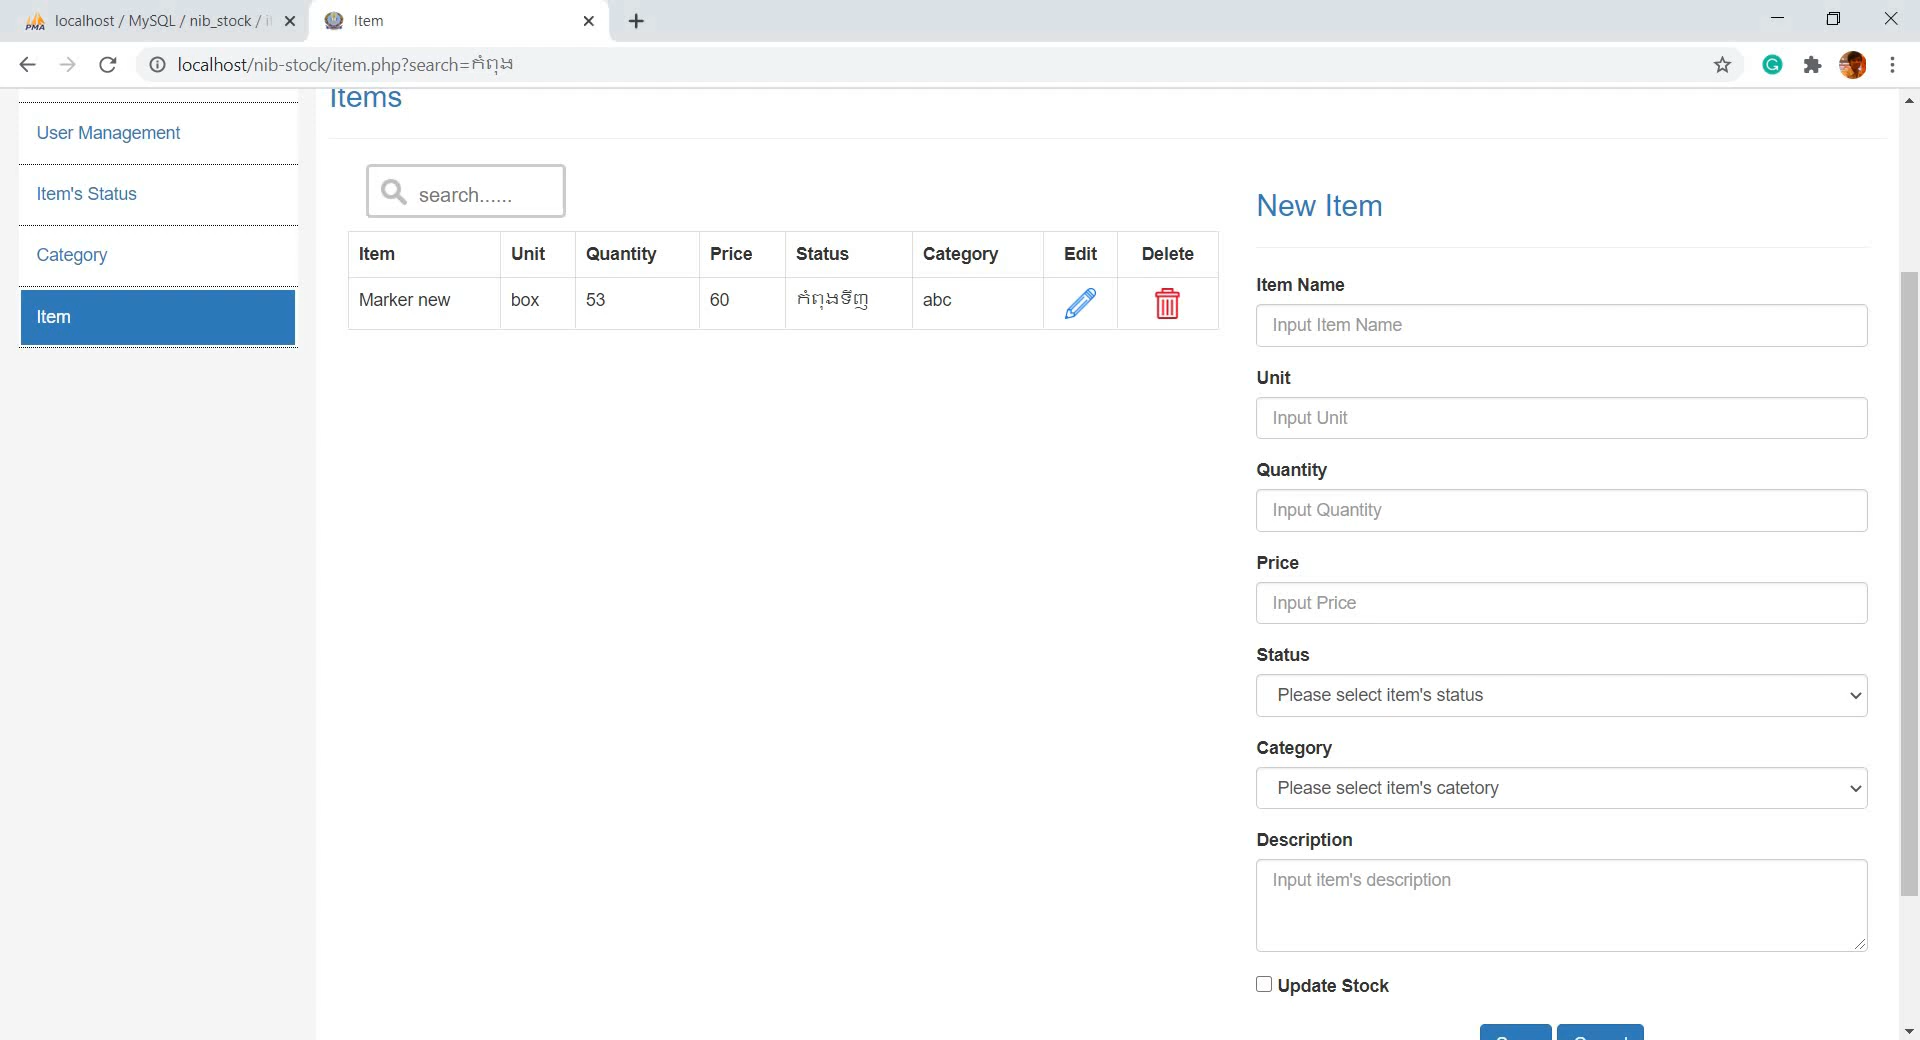 localhost / MySQL / nib_stock / i
Item
localhost/nib-stock/item.php?search=កំពុង
Items
User Management
Item's Status
Category
Item
search......
Item Unit Quantity Price Status Category Edit Delete
Marker new box 53 60 កំពុងទីញ abc
New Item
Item Name
Input Item Name
Unit
Input Unit
Quantity
Input Quantity
Price
Input Price
Status
Please select item's status
Category
Please select item's catetory
Description
Input item's description
Update Stock